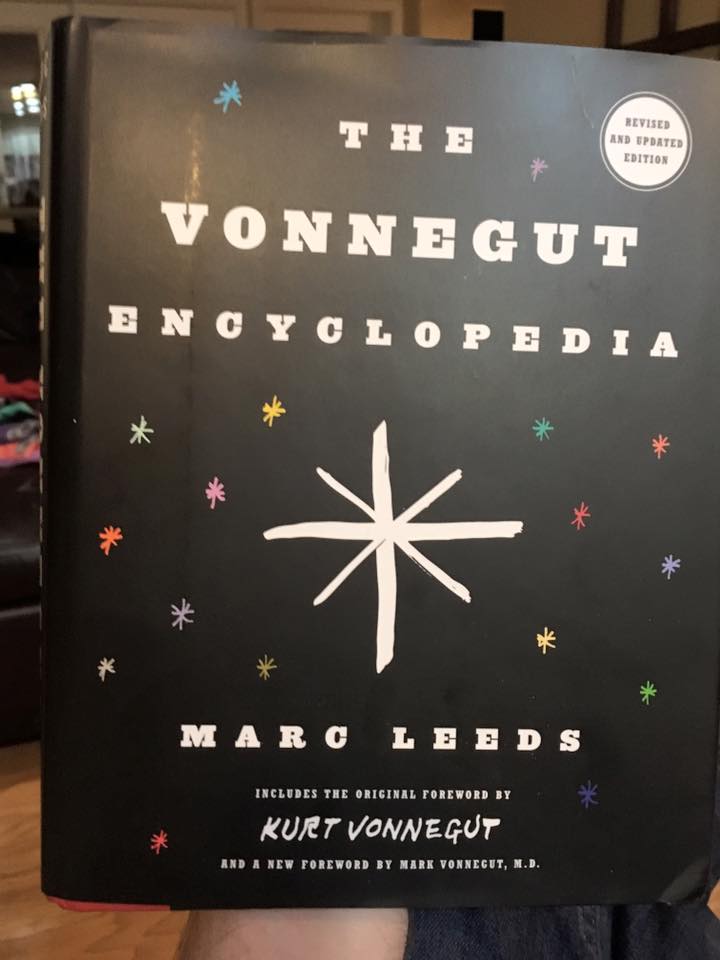 THE
REVISED
AND UPDATED
EDITION
VONNEGUT
ENCYCLOPEDIA
MARC LEEDS
INCLUDES THE ORIGINAL FOREWORD BY
KURT VONNEGUT
AND A NEW FOREWORD BY MARK VONNEGUT, M.D.